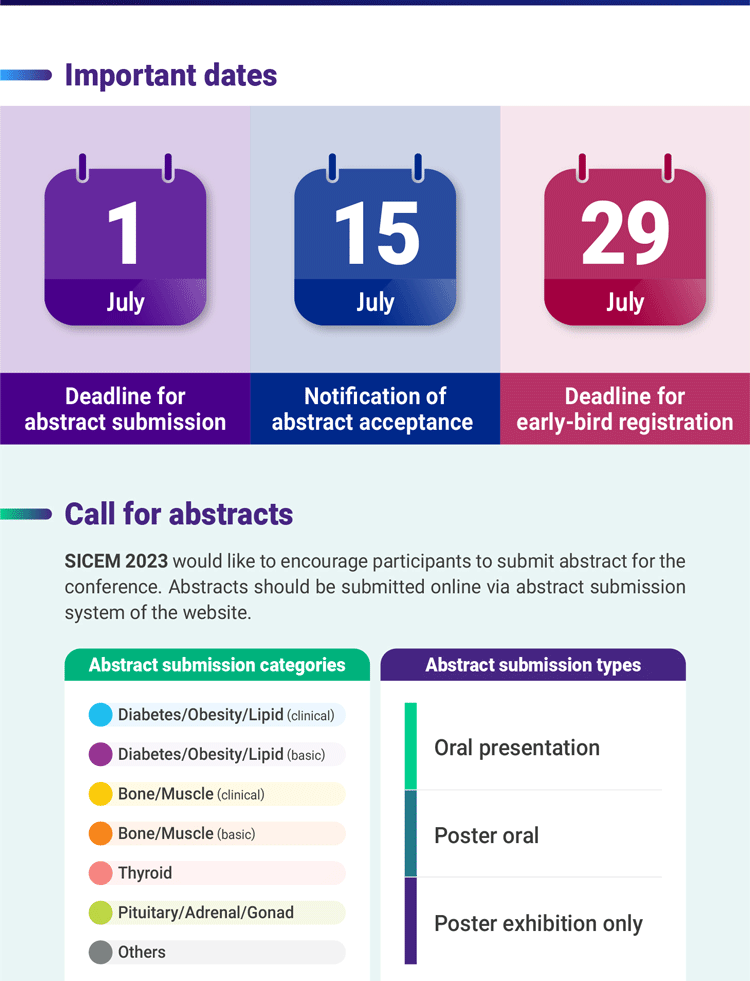 Important dates
1
July
15
July
29
July
Deadline for
abstract submission
Notification of
abstract acceptance
Deadline for
early-bird registration
Call for abstracts
SICEM 2023 would like to encourage participants to submit abstract for the
conference. Abstracts should be submitted online via abstract submission
system of the website.
Abstract submission categories
Diabetes/Obesity/Lipid (clinical)
Diabetes/Obesity/Lipid (basic)
Bone/Muscle (clinical)
Bone/Muscle (basic)
Thyroid
Pituitary/Adrenal/Gonad
Others
Abstract submission types
Oral presentation
Poster oral
Poster exhibition only